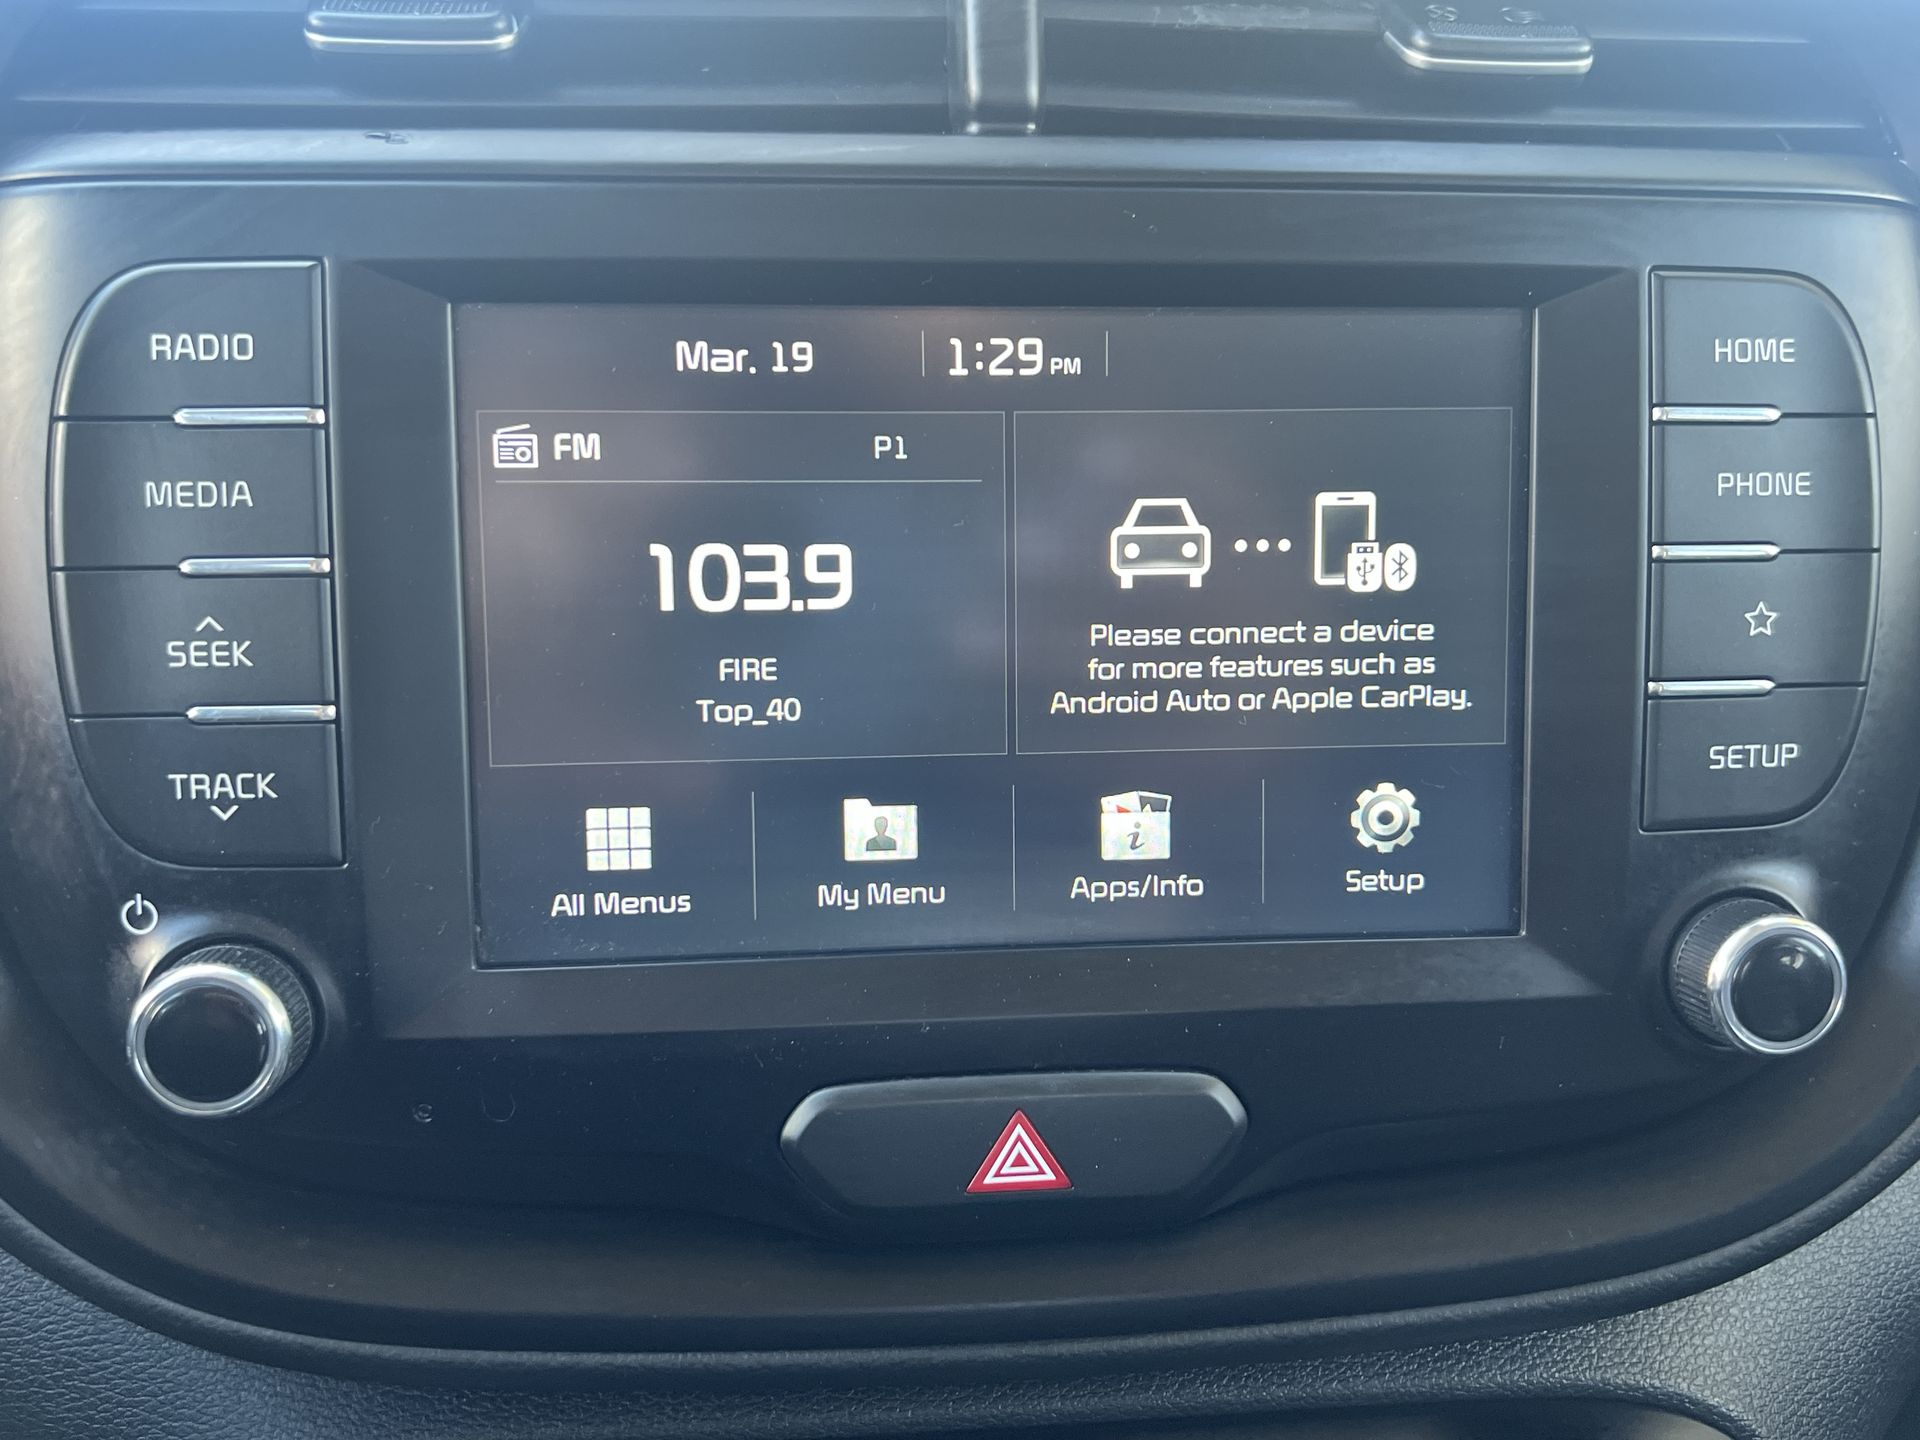 RADIO
MEDIA
SEEK
TRACK
Mar. 19
1:29 PM
FM
P1
103.9
FIRE
Top_40
Please connect a device
for more features such as
Android Auto or Apple CarPlay.
All Menus
My Menu
Apps/Info
Setup
HOME
PHONE
SETUP